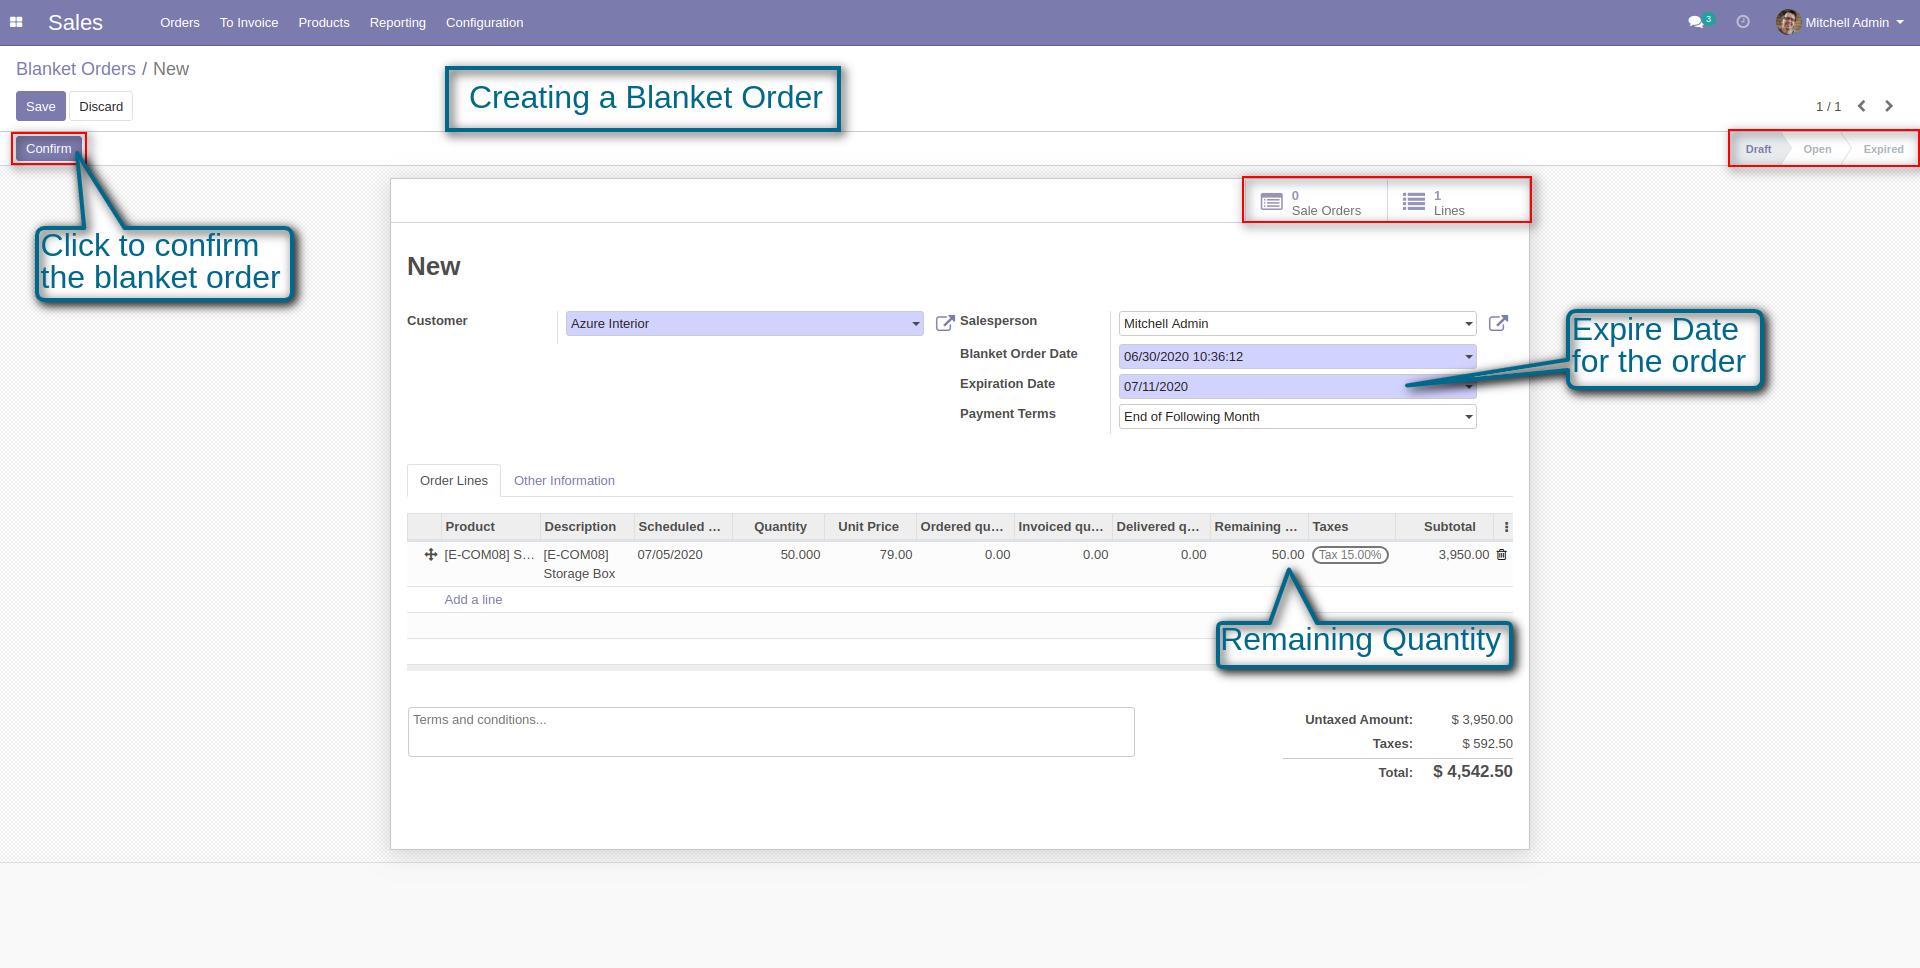 Sales Orders To Invoice Products Reporting Configuration 3 Mitchell Admin
Blanket Orders / New
Creating a Blanket Order
Save Discard 1 / 1
Confirm Draft Open Expired
0 Sale Orders
1 Lines
Click to confirm
the blanket order
New
Customer Azure Interior
Salesperson Mitchell Admin
Blanket Order Date 06/30/2020 10:36:12
Expiration Date 07/11/2020
Payment Terms End of Following Month
Expire Date
for the order
Order Lines Other Information
Product Description Scheduled ... Quantity Unit Price Ordered qu... Invoiced qu... Delivered q... Remaining ... Taxes Subtotal
[E-COM08] S... [E-COM08] 07/05/2020 50.000 79.00 0.00 0.00 0.00 50.00 Tax 15.00% 3,950.00
Storage Box
Add a line
Remaining Quantity
Terms and conditions...
Untaxed Amount: $ 3,950.00
Taxes: $ 592.50
Total: $ 4,542.50